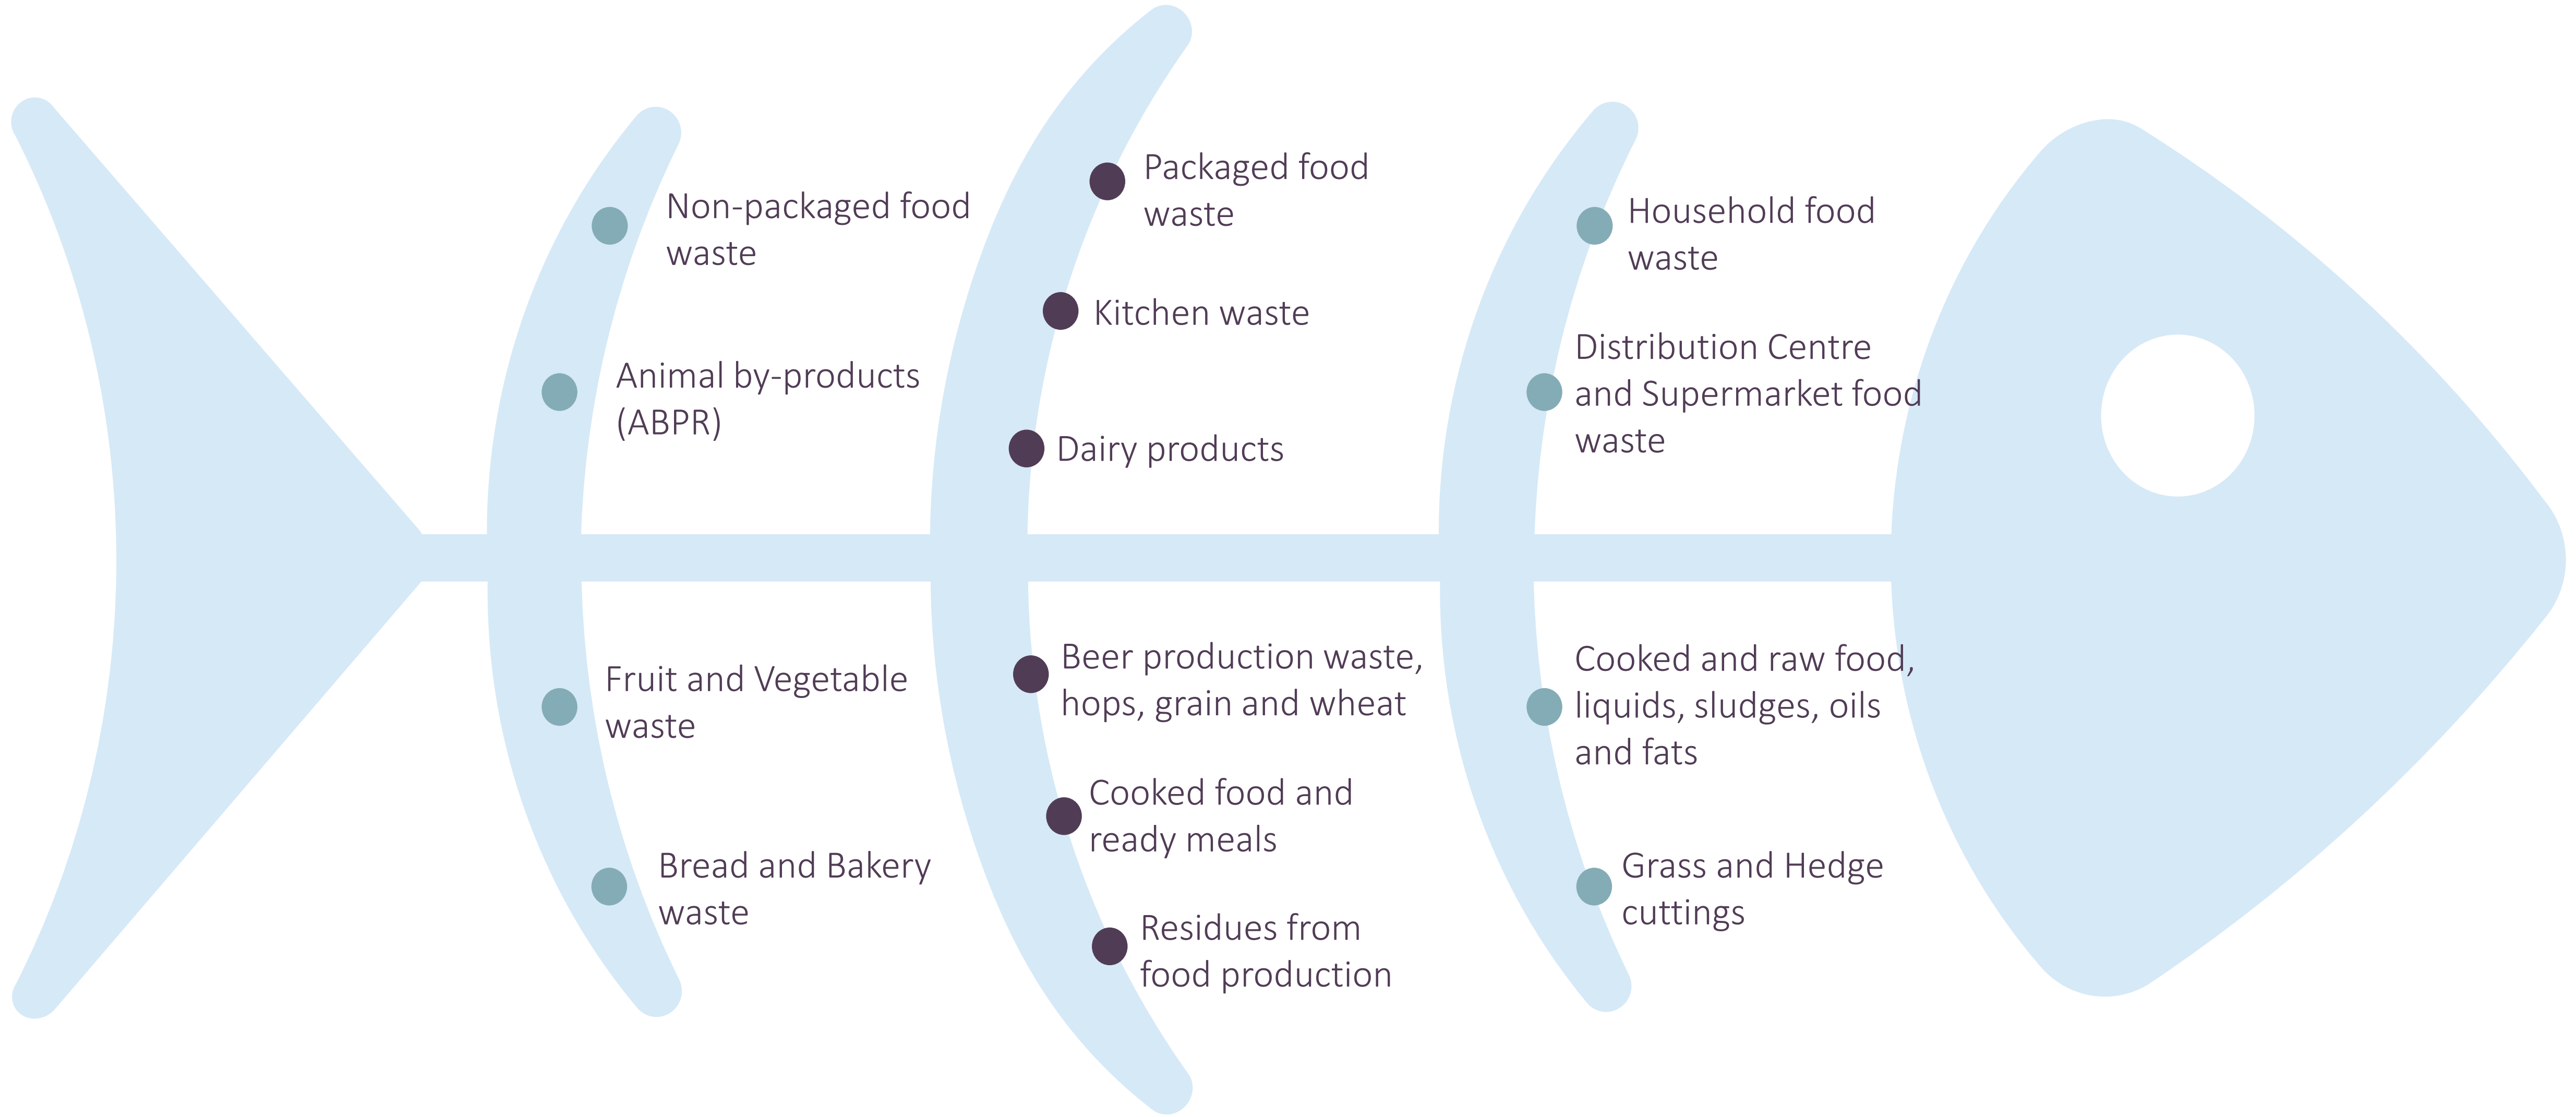 Non-packaged food
waste
Animal by-products
(ABPR)
Fruit and Vegetable
waste
Bread and Bakery
waste
Packaged food
waste
Kitchen waste
Dairy products
Beer production waste,
hops, grain and wheat
Cooked food and
ready meals
Residues from
food production
Household food
waste
Distribution Centre
and Supermarket food
waste
Cooked and raw food,
liquids, sludges, oils
and fats
Grass and Hedge
cuttings